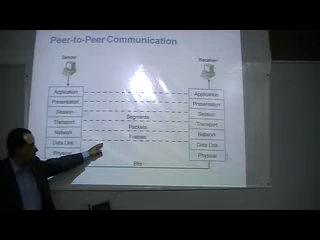 Peer-to-Peer Communication
Sender Receiver
Application Application
Presentation Presentation
Session Session
Segments
Transport Transport
Packets
Network Network
Frames
Data Link Data Link
Physical Physical
Bits